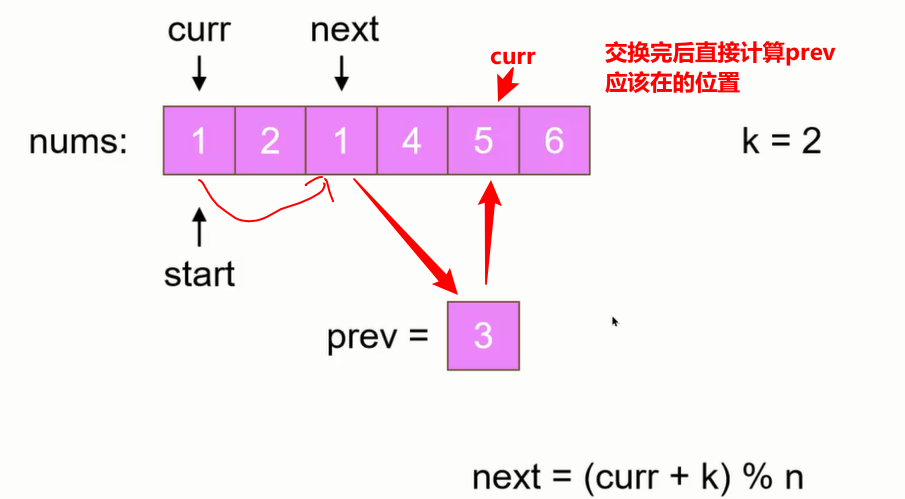 curr next
curr
交换完后直接计算prev
应该在的位置
nums: 1 2 1 4 5 6 k = 2
start
prev = 3
next = (curr + k) % n